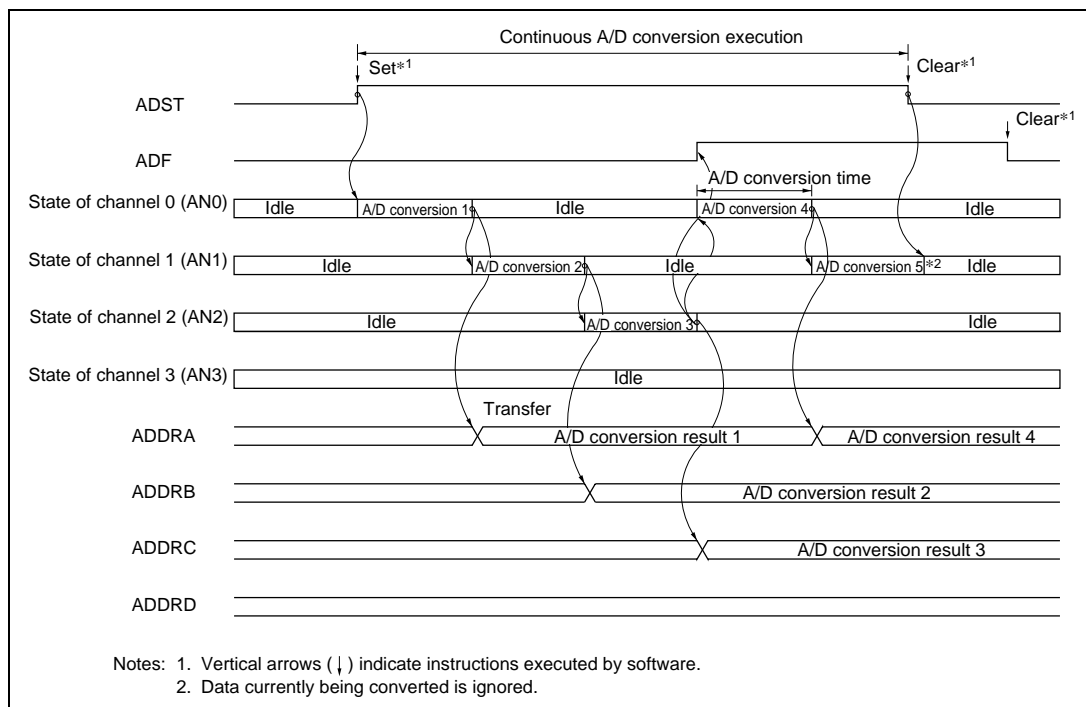 Continuous A/D conversion execution
Set*1
Clear*1
ADST
Clear*1
ADF
A/D conversion time
State of channel 0 (AN0)
Idle
A/D conversion 1
Idle
A/D conversion 4
Idle
State of channel 1 (AN1)
Idle
A/D conversion 2
Idle
A/D conversion 5
*2
Idle
State of channel 2 (AN2)
Idle
A/D conversion 3
Idle
State of channel 3 (AN3)
Idle
Transfer
ADDRA
A/D conversion result 1
A/D conversion result 4
ADDRB
A/D conversion result 2
ADDRC
A/D conversion result 3
ADDRD
Notes: 1. Vertical arrows (↓) indicate instructions executed by software.
2. Data currently being converted is ignored.